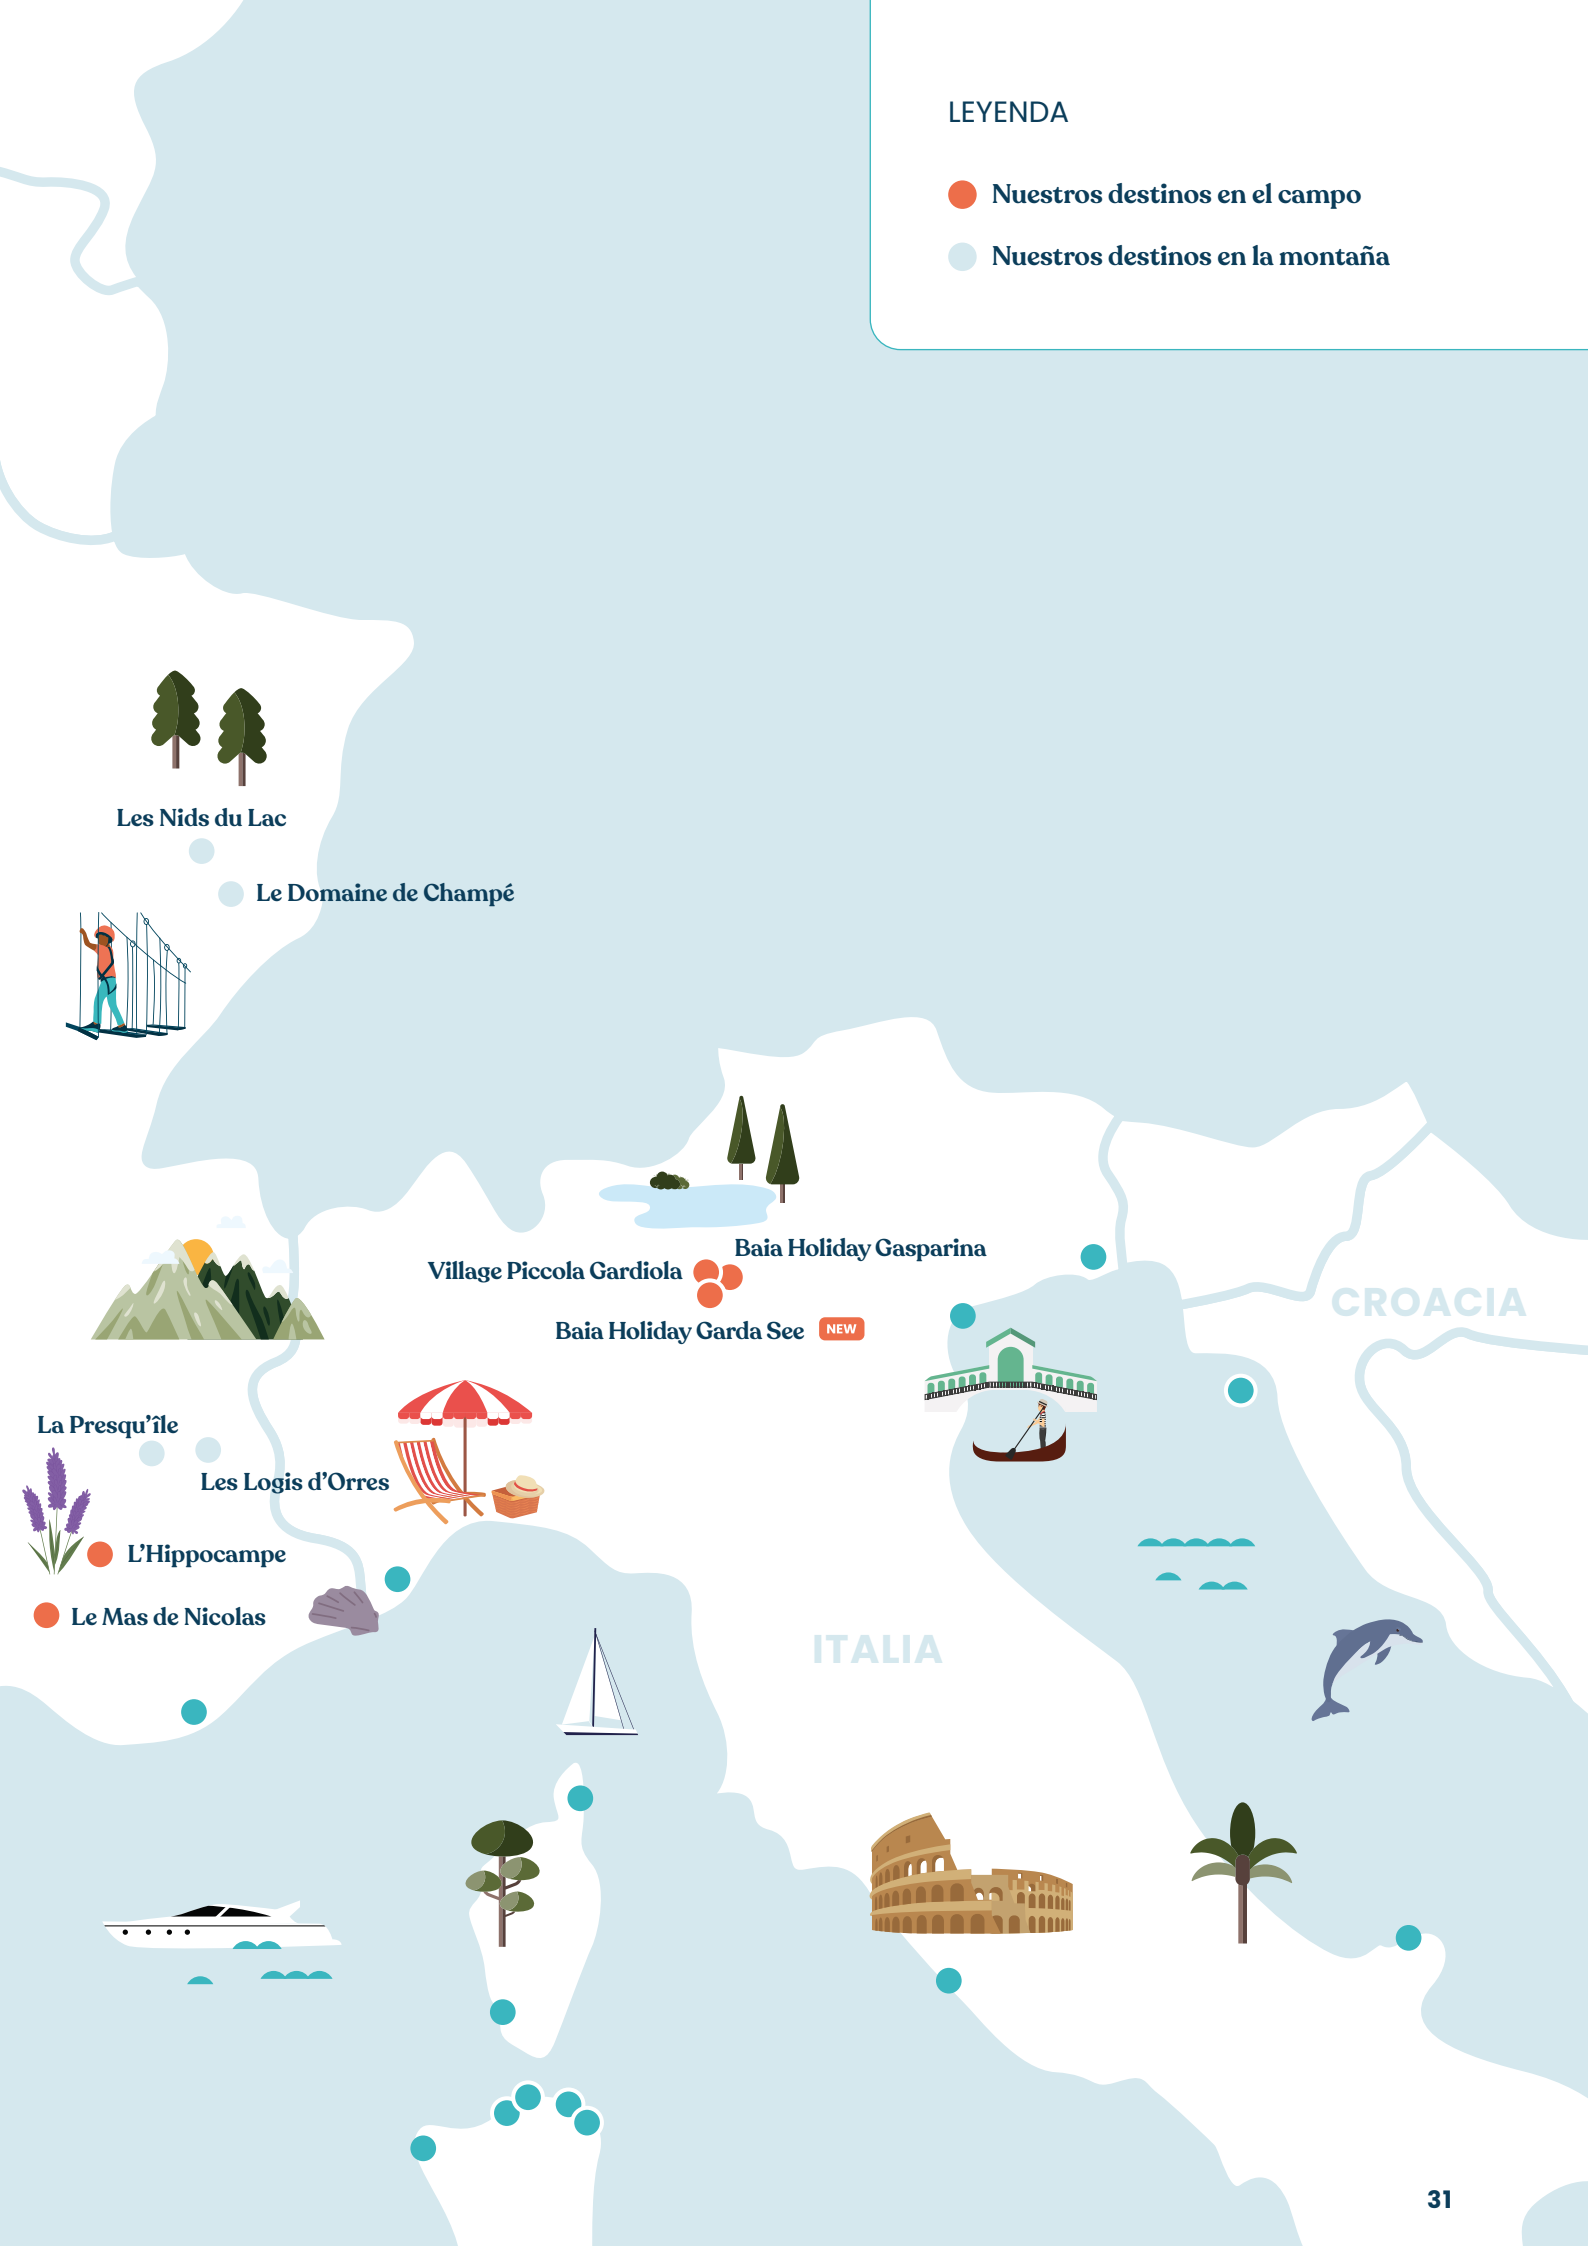 LEYENDA
Nuestros destinos en el campo
Nuestros destinos en la montaña
Les Nids du Lac
Le Domaine de Champé
Baia Holiday Gasparina
Village Piccola Gardiola
Baia Holiday Garda See NEW
CROACIA
La Presqu’île
Les Logis d’Orres
L’Hippocampe
Le Mas de Nicolas
ITALIA
31